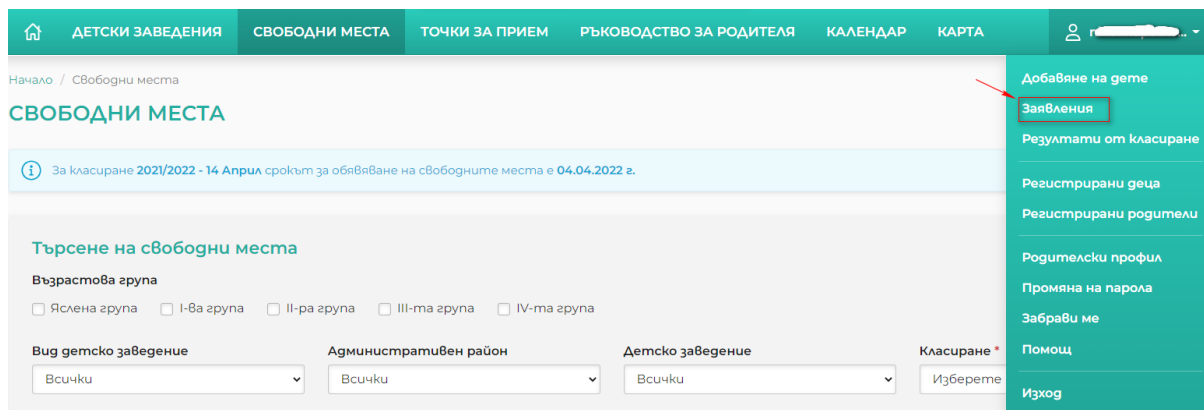 ДЕТСКИ ЗАВЕДЕНИЯ СВОБОДНИ МЕСТА ТОЧКИ ЗА ПРИЕМ РЪКОВОДСТВО ЗА РОДИТЕЛЯ КАЛЕНДАР КАРТА
Начало / Свободни места
СВОБОДНИ МЕСТА
За класиране 2021/2022 - 14 Април срокът за обявяване на свободните места е 04.04.2022 г.
Търсене на свободни места
Възрастова група
Яслена група I-ва група II-ра група III-та група IV-та група
Вид детско заведение Административен район Детско заведение Класиране *
Всички Всички Всички Изберете
Добавяне на дете
Заявления
Резултати от класиране
Регистрирани деца
Регистрирани родители
Родителски профил
Промяна на парола
Забрави ме
Помощ
Изход